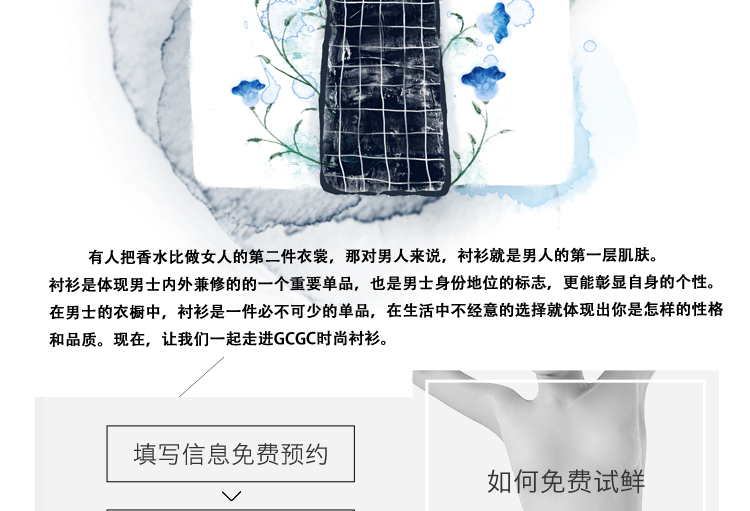 有人把香水比做女人的第二件衣裳，那对男人来说，衬衫就是男人的第一层肌肤。
衬衫是体现男士内外兼修的的一个重要单品，也是男士身份地位的标志，更能彰显自身的个性。
在男士的衣橱中，衬衫是一件必不可少的单品，在生活中不经意的选择就体现出你是怎样的性格
和品质。现在，让我们一起走进GCGC时尚衬衫。
填写信息免费预约
如何免费试鲜